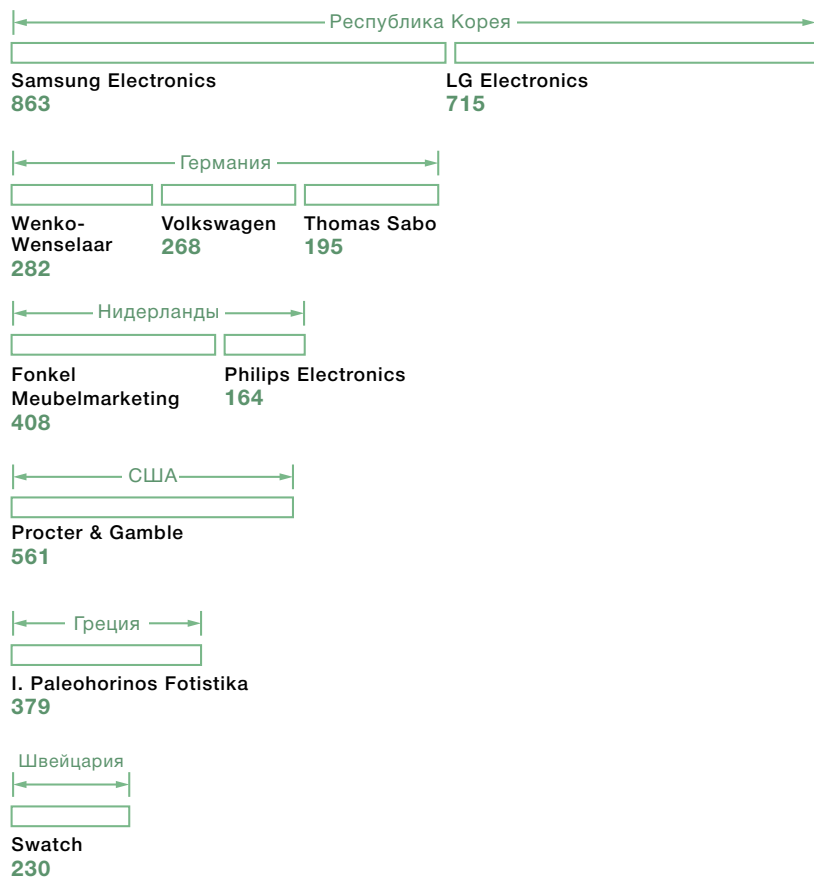 Республика Корея
Samsung Electronics
863
LG Electronics
715
Германия
Wenko-
Wenselaar
282
Volkswagen
268
Thomas Sabo
195
Нидерланды
Fonkel
Meubelmarketing
408
Philips Electronics
164
США
Procter & Gamble
561
Греция
I. Paleohorinos Fotistika
379
Швейцария
Swatch
230